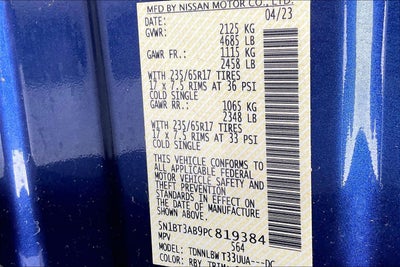 MFD BY NISSAN MOTOR CO., LTD.
DATE: 04/23
GVWR: 2125 KG
4685 LB
GAWR FR.: 1115 KG
2458 LB
WITH 235/65R17 TIRES
17 x 7.5 RIMS AT 36 PSI
COLD SINGLE
GAWR RR.: 1065 KG
2348 LB
WITH 235/65R17 TIRES
17 x 7.5 RIMS AT 33 PSI
COLD SINGLE
THIS VEHICLE CONFORMS TO
ALL APPLICABLE FEDERAL
MOTOR VEHICLE SAFETY AND
THEFT PREVENTION
STANDARDS IN EFFECT ON
THE DATE OF MANUFACTURE
SHOWN ABOVE.
5N1BT3AB9PC819384
MPV S64
MODEL: TDNNLBW T33UUA---DC
COLOR: RBY TRIM: